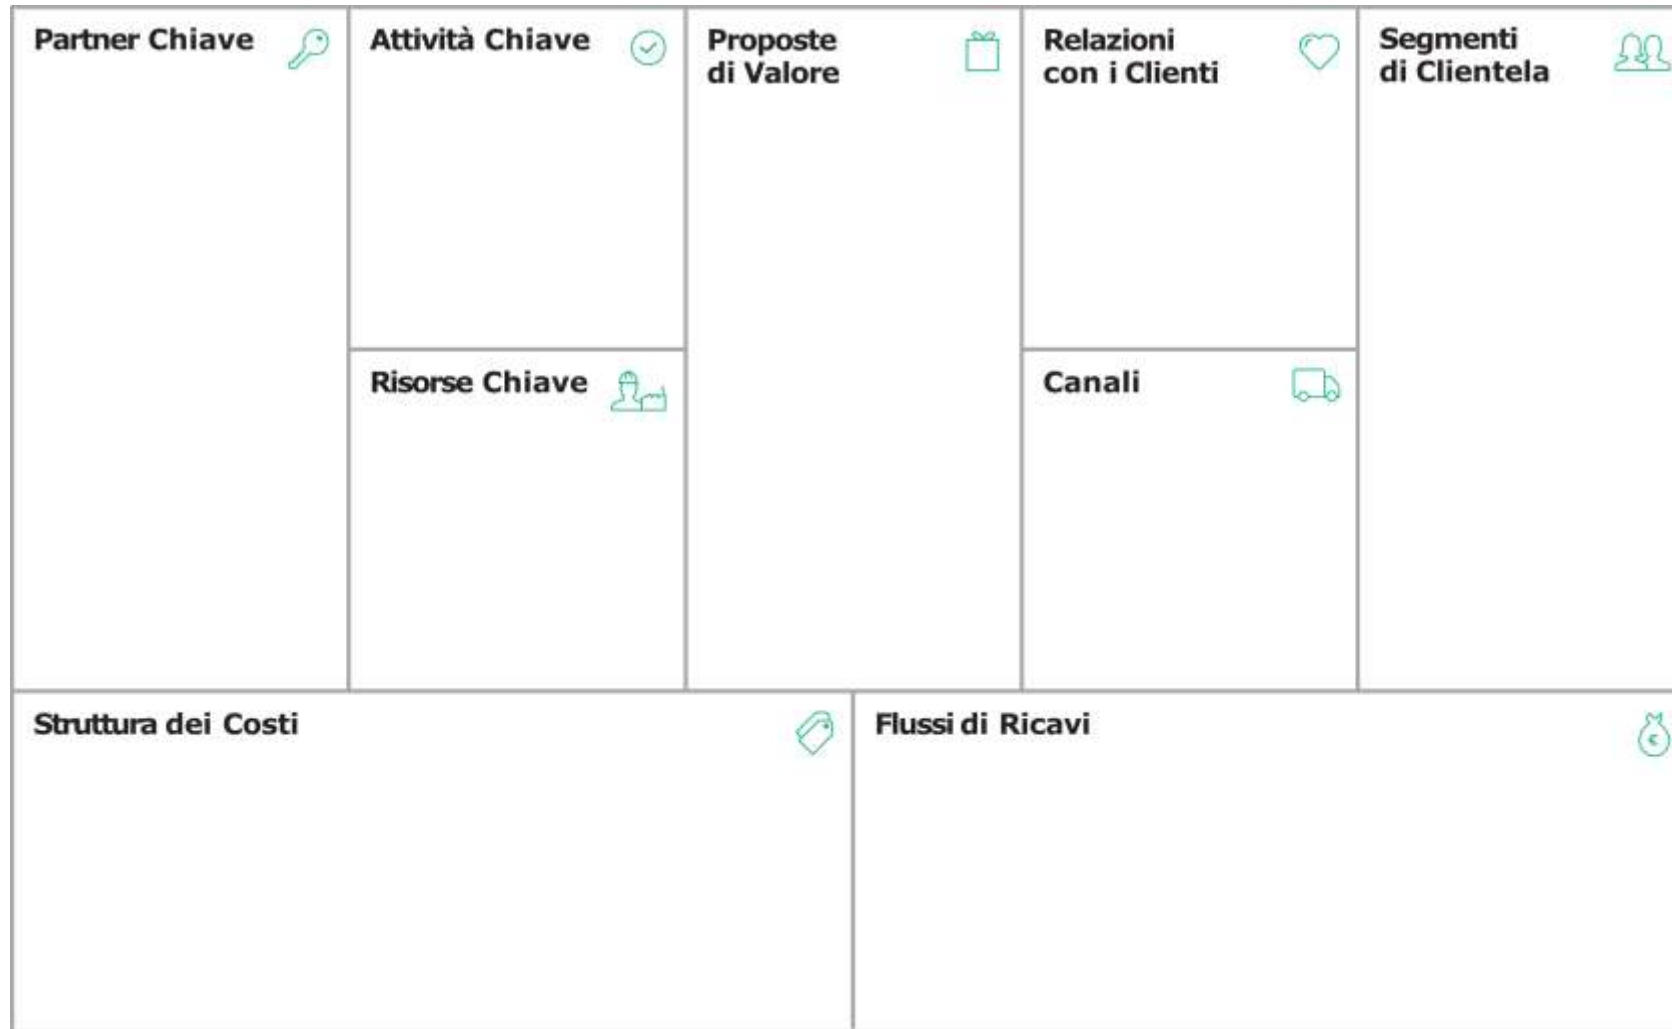 Partner Chiave
Attività Chiave
Proposte
di Valore
Relazioni
con i Clienti
Segmenti
di Clientela
Risorse Chiave
Canali
Struttura dei Costi
Flussi di Ricavi
€